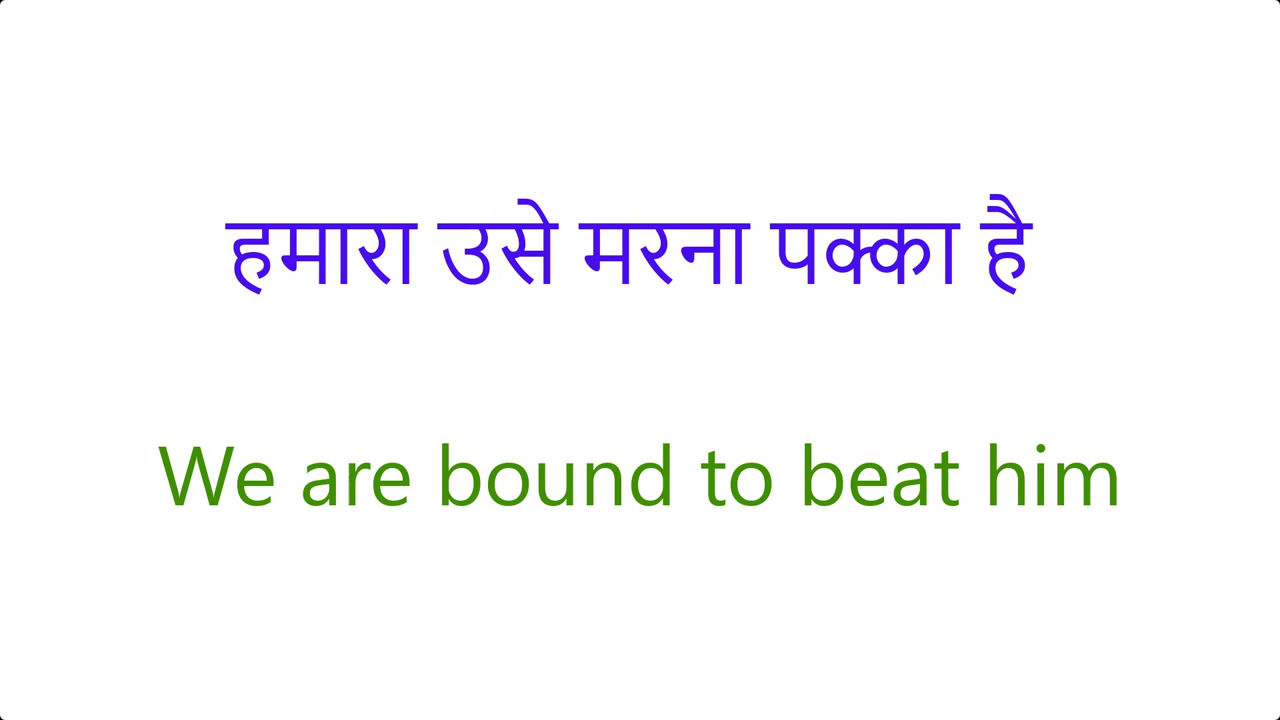 हमारा उसे मरना पक्का है
We are bound to beat him